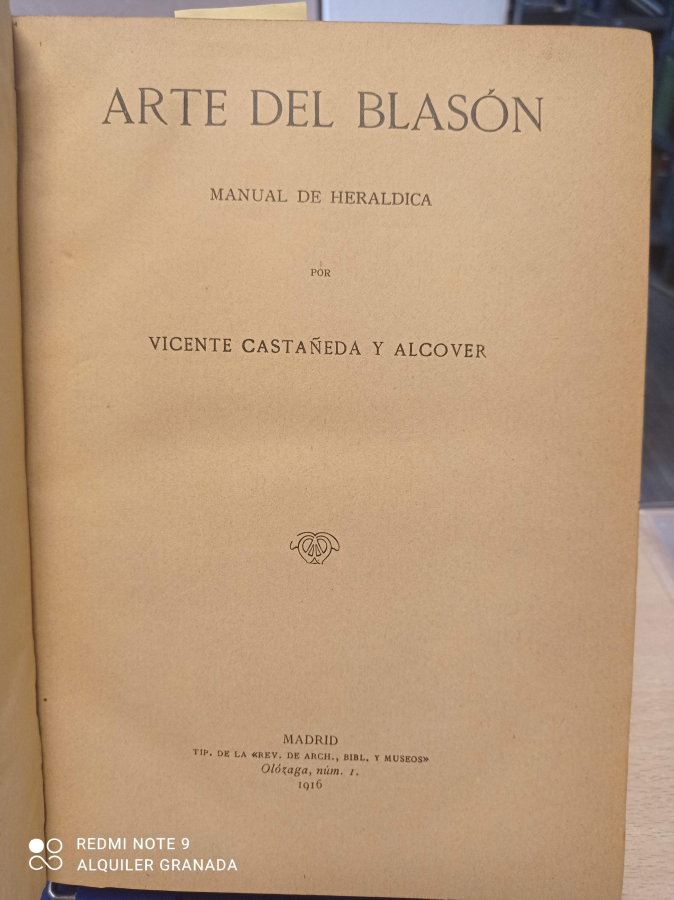 ARTE DEL BLASÓN
MANUAL DE HERALDICA
POR
VICENTE CASTAÑEDA Y ALCOVER
MADRID
TIP. DE LA «REV. DE ARCH., BIBL. Y MUSEOS»
Olózaga, núm. 1.
1916
REDMI NOTE 9
ALQUILER GRANADA